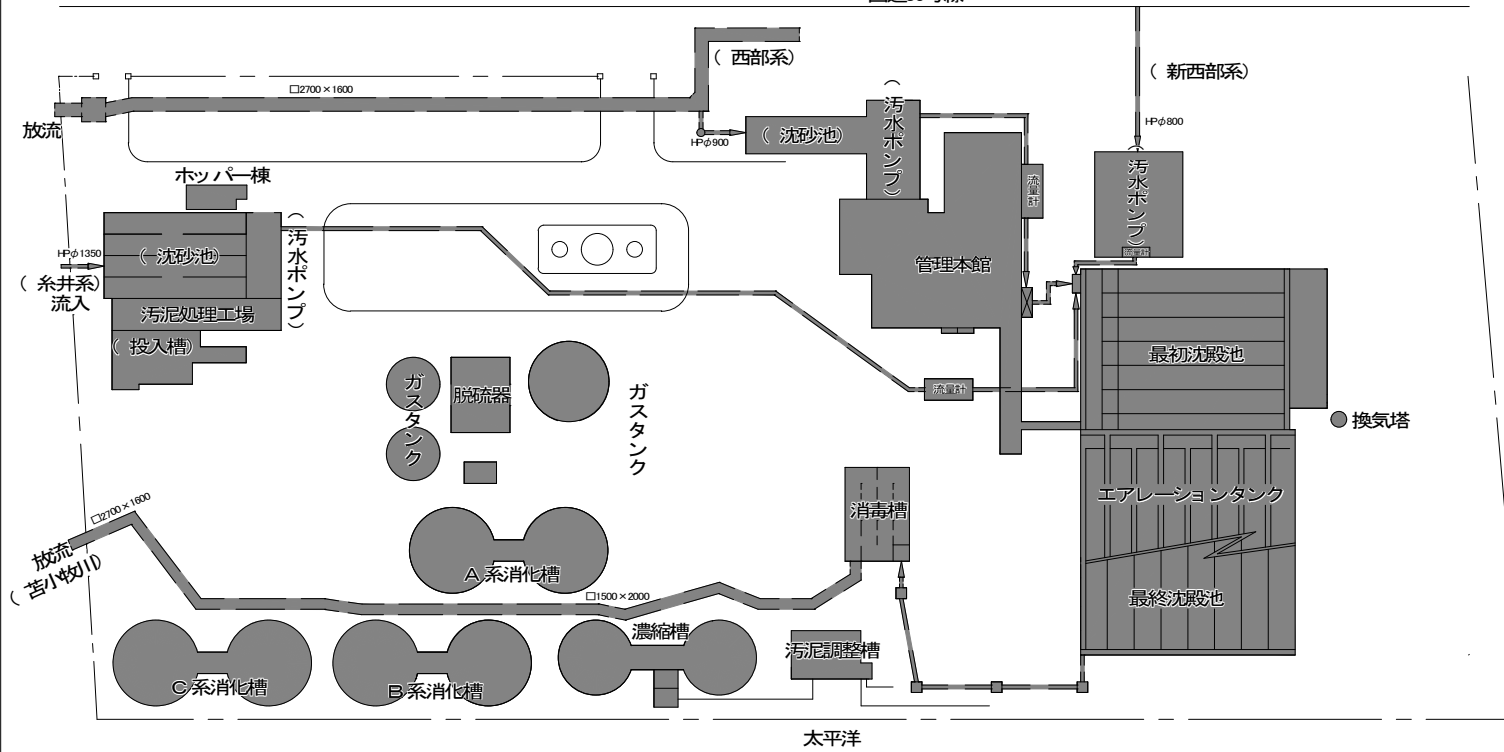 （ 西部系）
（ 新西部系）
□2700×1600
放流
HPφ900
（ 沈砂池）
（ 汚水ポンプ）
HPφ800
（ 汚水ポンプ）
流量計
流量計
ホッパー棟
HPφ1350
（ 沈砂池）
（ 汚水ポンプ）
（ 糸井系）
流入
管理本館
汚泥処理工場
（ 投入槽）
最初沈殿池
ガスタンク
脱硫器
ガスタンク
流量計
換気塔
□2700×1600
エアレーションタンク
消毒槽
放流
（ 苫小牧川）
A系消化槽
□1500×2000
最終沈殿池
濃縮槽
汚泥調整槽
C系消化槽
B系消化槽
太平洋